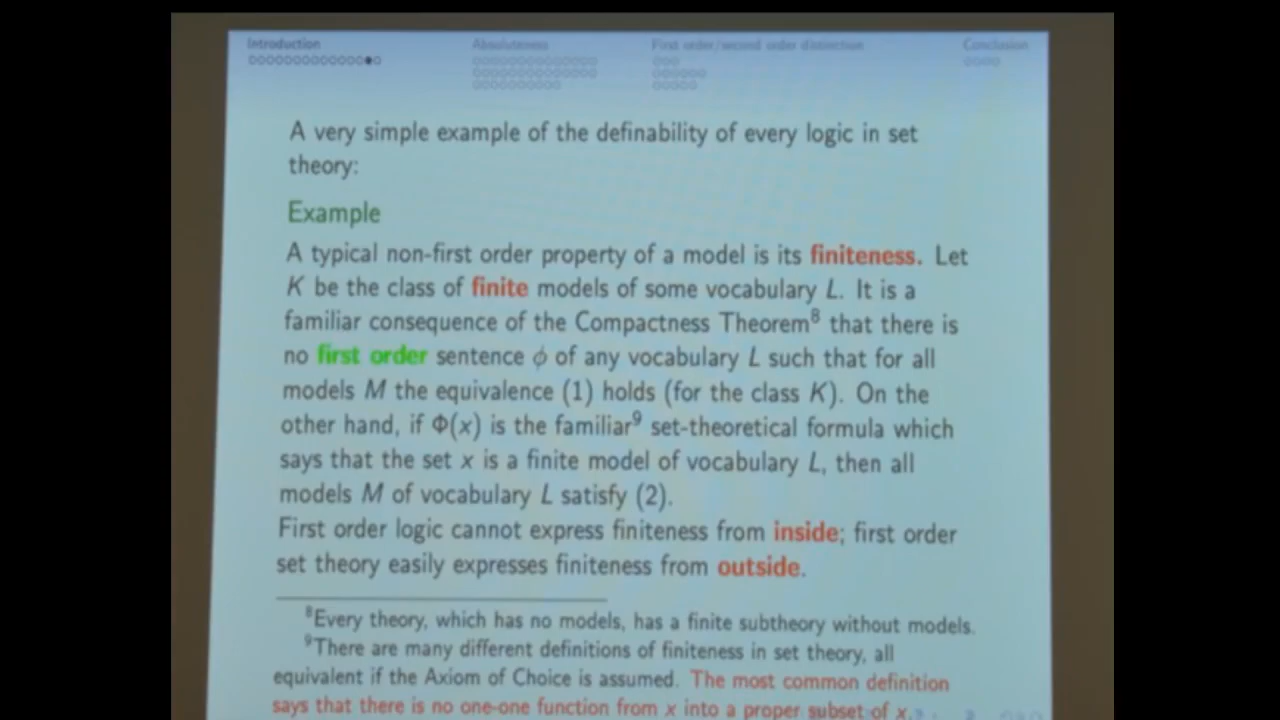 Introduction Absoluteness First order/second order distinction Conclusion
A very simple example of the definability of every logic in set
theory:
Example
A typical non-first order property of a model is its finiteness. Let
K be the class of finite models of some vocabulary L. It is a
familiar consequence of the Compactness Theorem⁸ that there is
no first order sentence ϕ of any vocabulary L such that for all
models M the equivalence (1) holds (for the class K). On the
other hand, if Φ(x) is the familiar⁹ set-theoretical formula which
says that the set x is a finite model of vocabulary L, then all
models M of vocabulary L satisfy (2).
First order logic cannot express finiteness from inside; first order
set theory easily expresses finiteness from outside.
⁸Every theory, which has no models, has a finite subtheory without models.
⁹There are many different definitions of finiteness in set theory, all
equivalent if the Axiom of Choice is assumed. The most common definition
says that there is no one-one function from x into a proper subset of x.